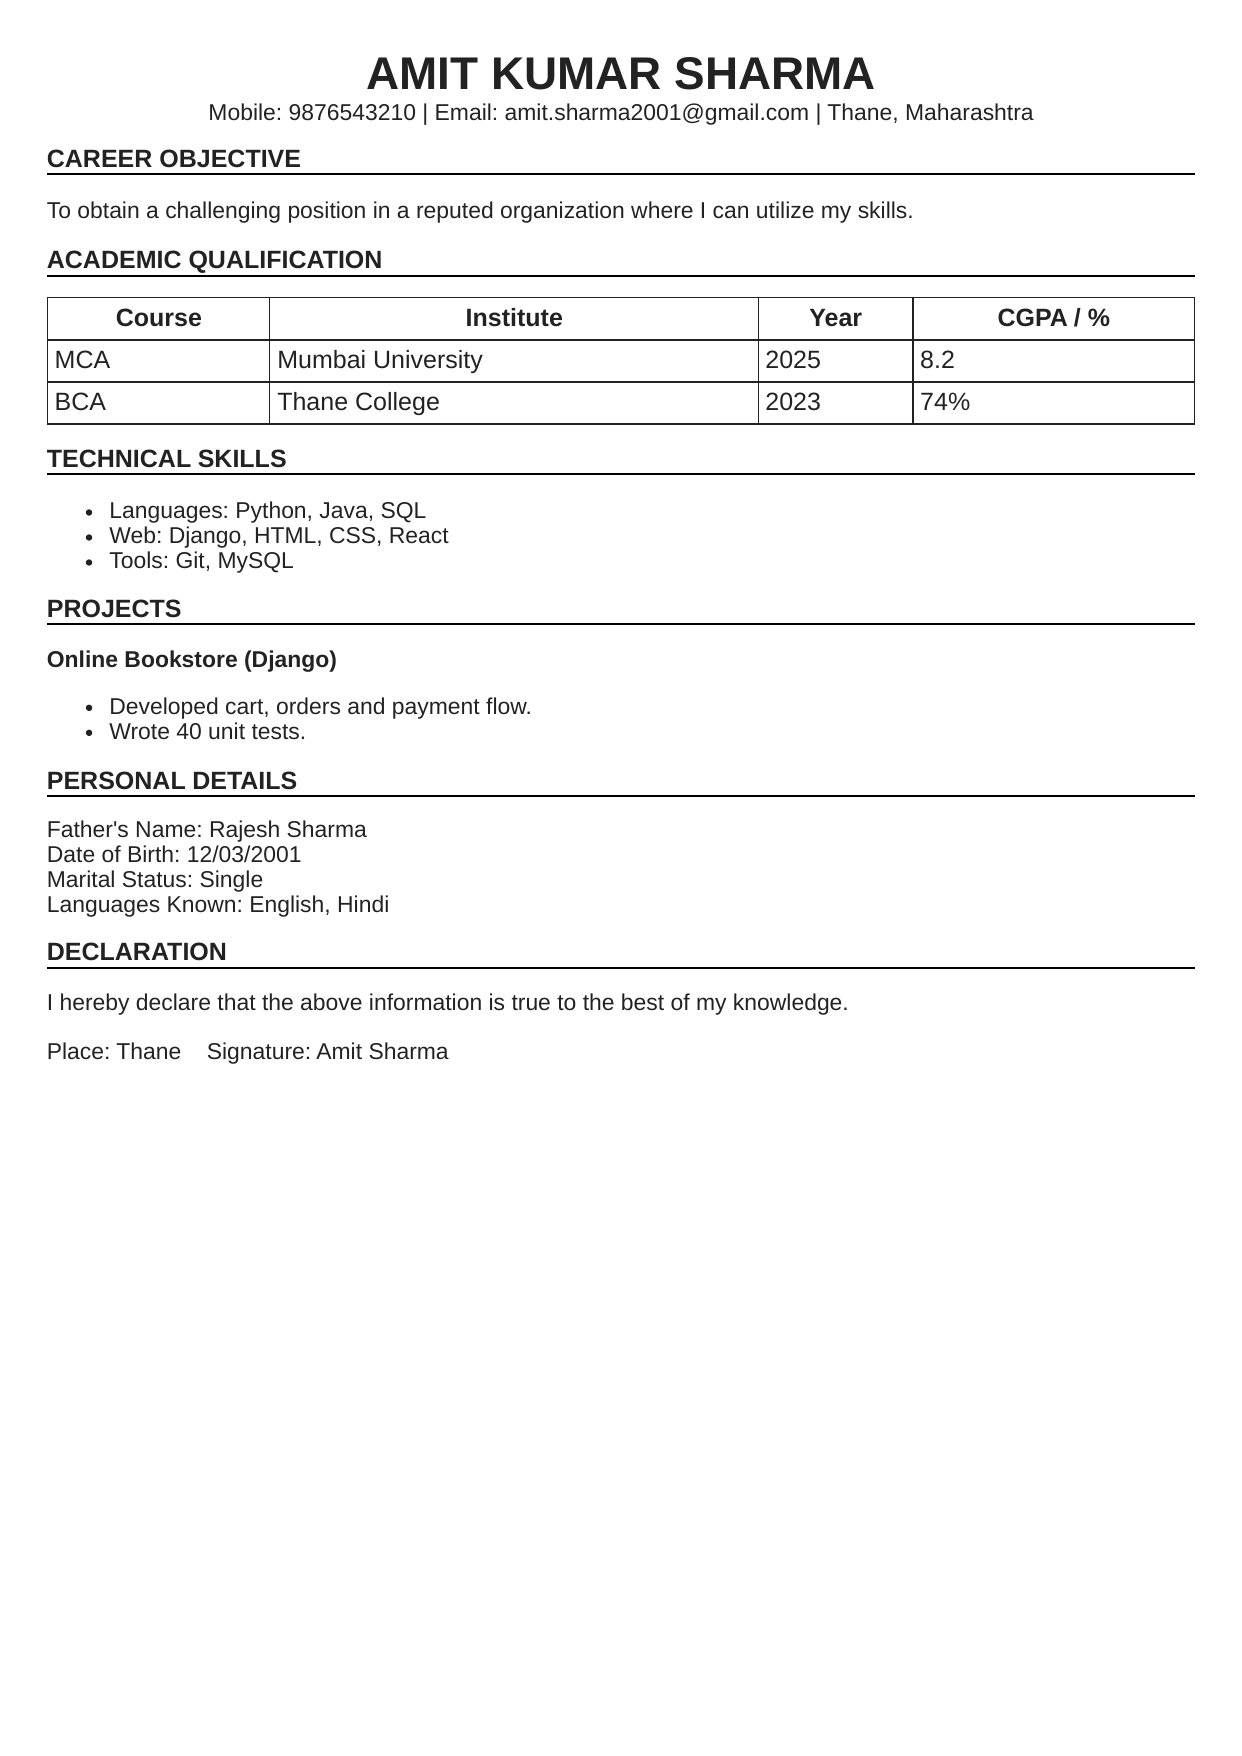 AMIT KUMAR SHARMA
Mobile: 9876543210 | Email: amit.sharma2001@gmail.com | Thane, Maharashtra
CAREER OBJECTIVE
To obtain a challenging position in a reputed organization where I can utilize my skills.
ACADEMIC QUALIFICATION
Course Institute Year CGPA / %
MCA Mumbai University 2025 8.2
BCA Thane College 2023 74%
TECHNICAL SKILLS
• Languages: Python, Java, SQL
• Web: Django, HTML, CSS, React
• Tools: Git, MySQL
PROJECTS
Online Bookstore (Django)
• Developed cart, orders and payment flow.
• Wrote 40 unit tests.
PERSONAL DETAILS
Father's Name: Rajesh Sharma
Date of Birth: 12/03/2001
Marital Status: Single
Languages Known: English, Hindi
DECLARATION
I hereby declare that the above information is true to the best of my knowledge.
Place: Thane Signature: Amit Sharma